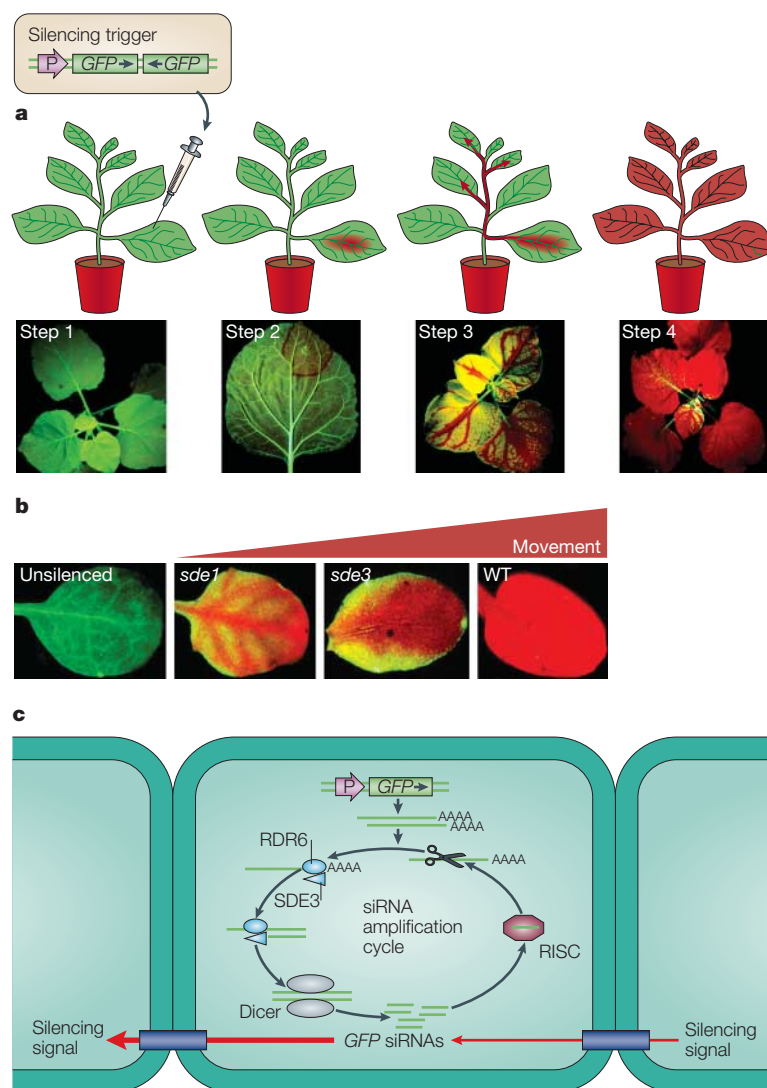 Silencing trigger
P GFP GFP
a
Step 1 Step 2 Step 3 Step 4
b
Movement
Unsilenced sde1 sde3 WT
c
P GFP
AAAA
AAAA
RDR6
AAAA
AAAA
SDE3
siRNA
amplification
cycle
RISC
Dicer
Silencing
signal
GFP siRNAs
Silencing
signal